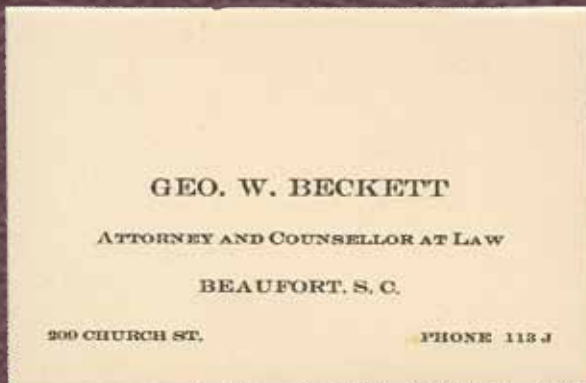 GEO. W. BECKETT
ATTORNEY AND COUNSELLOR AT LAW
BEAUFORT, S. C.
209 CHURCH ST. PHONE 113 J